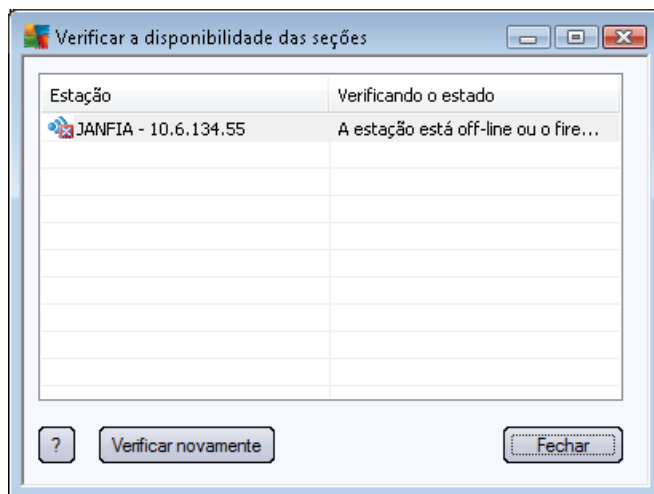 Verificar a disponibilidade das seções
Estação Verificando o estado
JANFIA - 10.6.134.55 A estação está off-line ou o fire...
? Verificar novamente Fechar